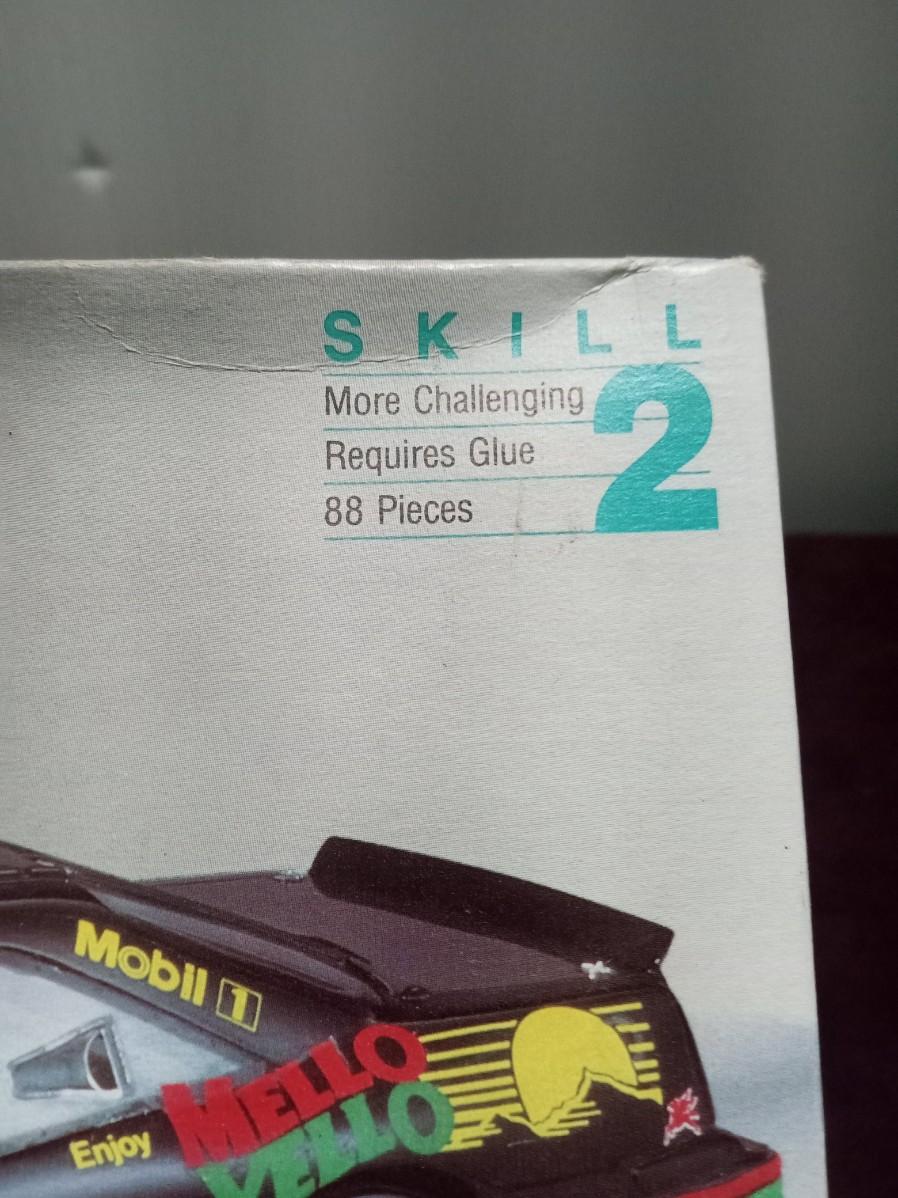 SKILL
2
More Challenging
Requires Glue
88 Pieces
Mobil 1
MELLO
Enjoy
YELLO